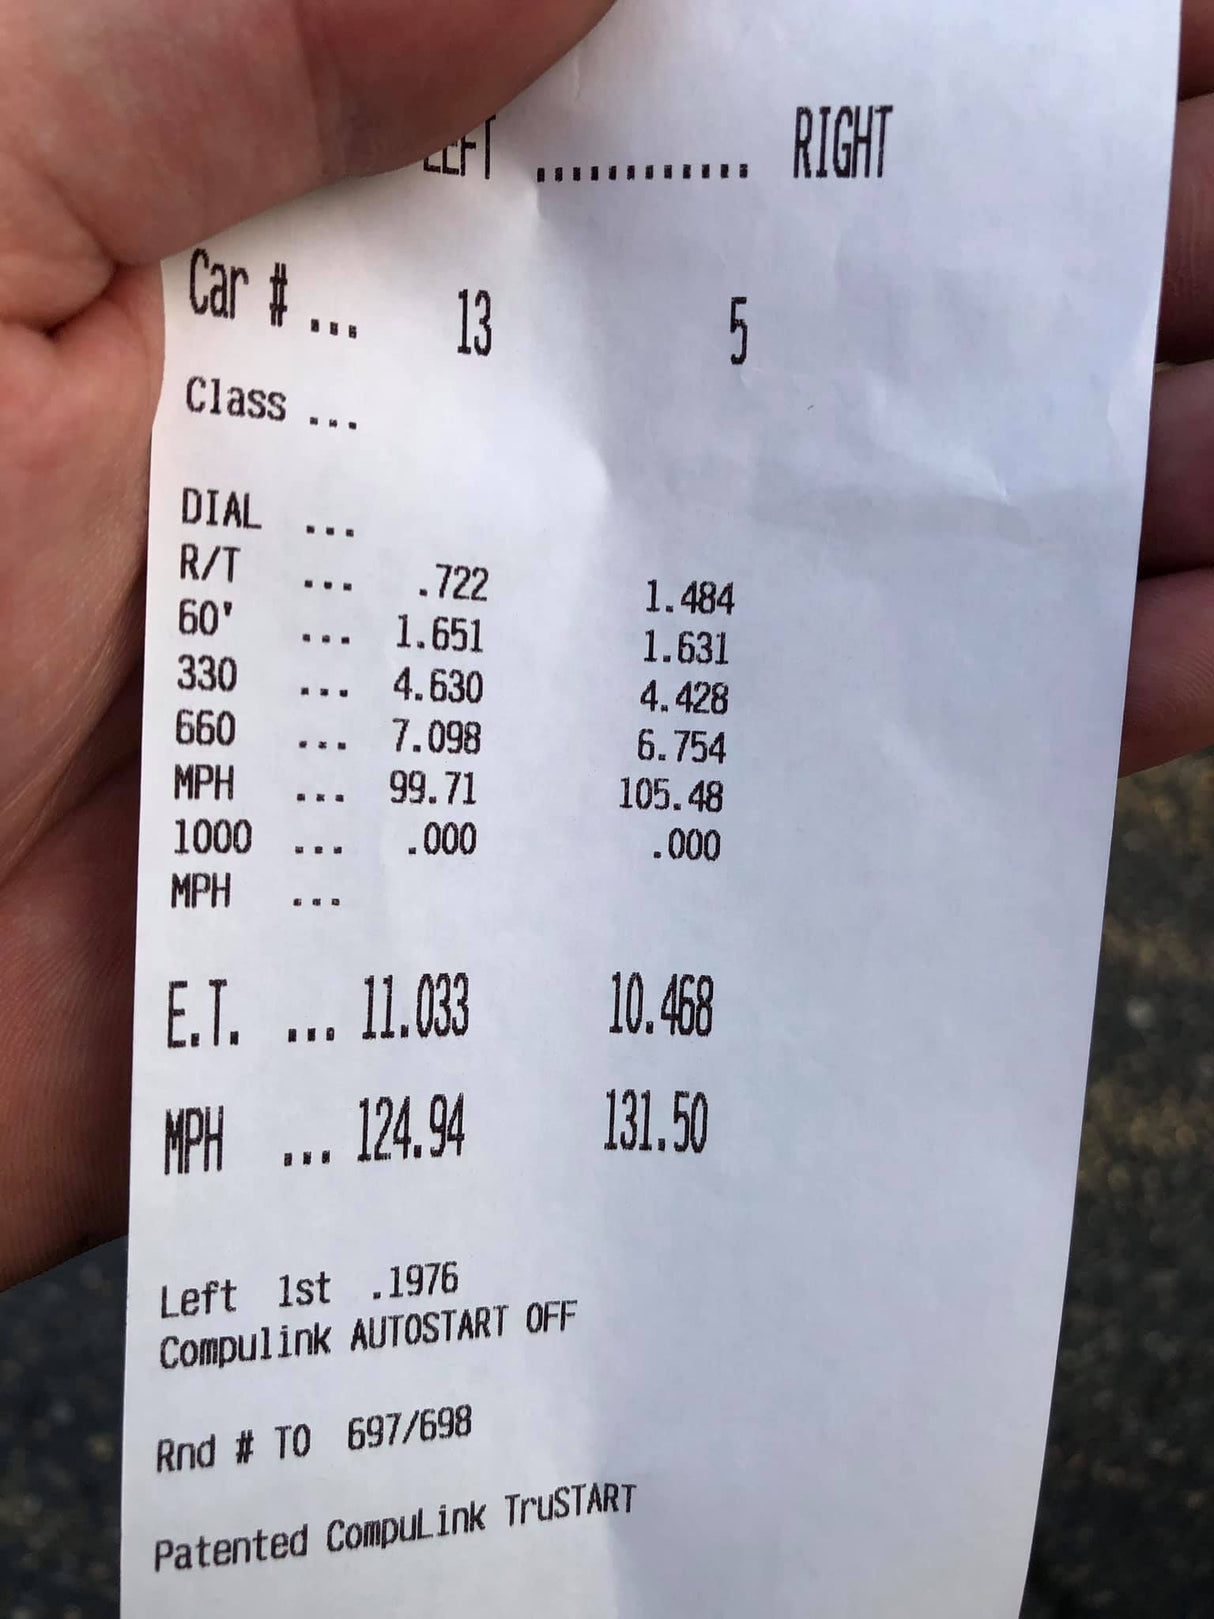 LEFT ............ RIGHT
Car # ... 13 5
Class ...
DIAL ...
R/T ... .722 1.484
60' ... 1.651 1.631
330 ... 4.630 4.428
660 ... 7.098 6.754
MPH ... 99.71 105.48
1000 ... .000 .000
MPH ...
E.T. ... 11.033 10.468
MPH ... 124.94 131.50
Left 1st .1976
Compulink AUTOSTART OFF
Rnd # TO 697/698
Patented CompuLink TruSTART